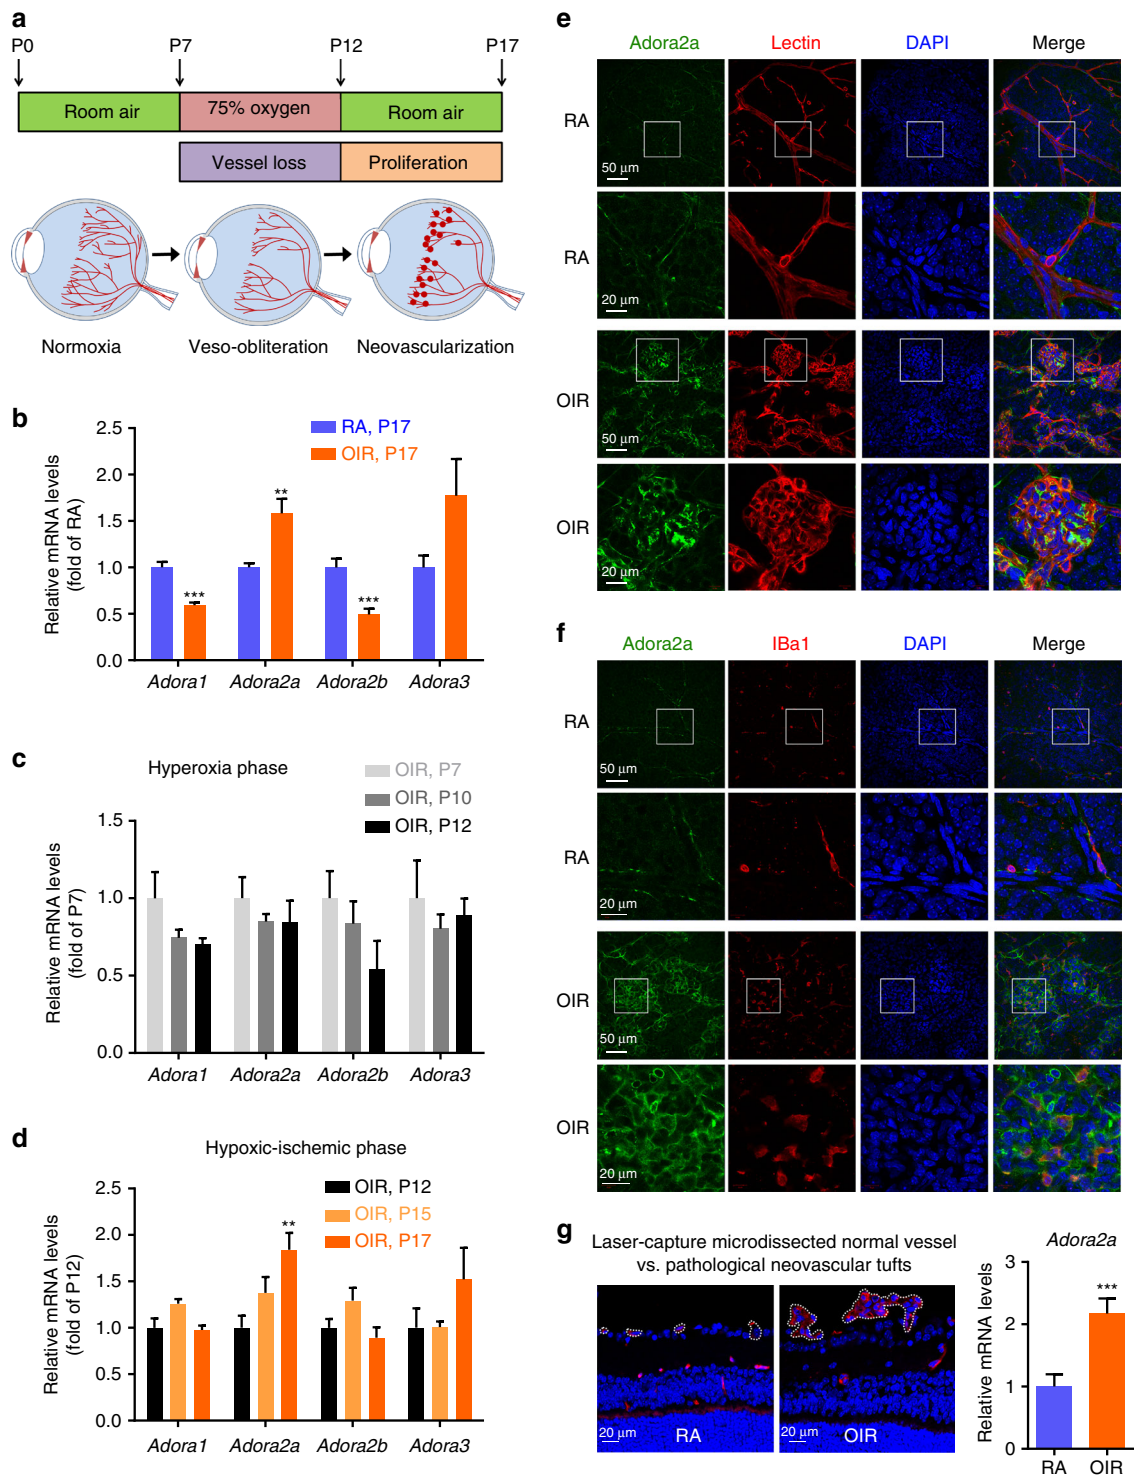 a
P0 P7 P12 P17
Room air 75% oxygen Room air
Vessel loss Proliferation
Normoxia Veso-obliteration Neovascularization
b
Relative mRNA levels
(fold of RA)
2.5
2.0
1.5
1.0
0.5
0.0
RA, P17
OIR, P17
*** ** ***
Adora1 Adora2a Adora2b Adora3
c
Hyperoxia phase
OIR, P7
OIR, P10
OIR, P12
Relative mRNA levels
(fold of P7)
1.5
1.0
0.5
0.0
Adora1 Adora2a Adora2b Adora3
d
Hypoxic-ischemic phase
OIR, P12
OIR, P15
OIR, P17
Relative mRNA levels
(fold of P12)
2.5
2.0
1.5
1.0
0.5
0.0
**
Adora1 Adora2a Adora2b Adora3
e
Adora2a Lectin DAPI Merge
RA
50 μm
RA
20 μm
OIR
50 μm
OIR
20 μm
f
Adora2a IBa1 DAPI Merge
RA
50 μm
RA
20 μm
OIR
50 μm
OIR
20 μm
g
Laser-capture microdissected normal vessel
vs. pathological neovascular tufts
20 μm RA
20 μm OIR
Adora2a
Relative mRNA levels
3
2
1
0
***
RA OIR